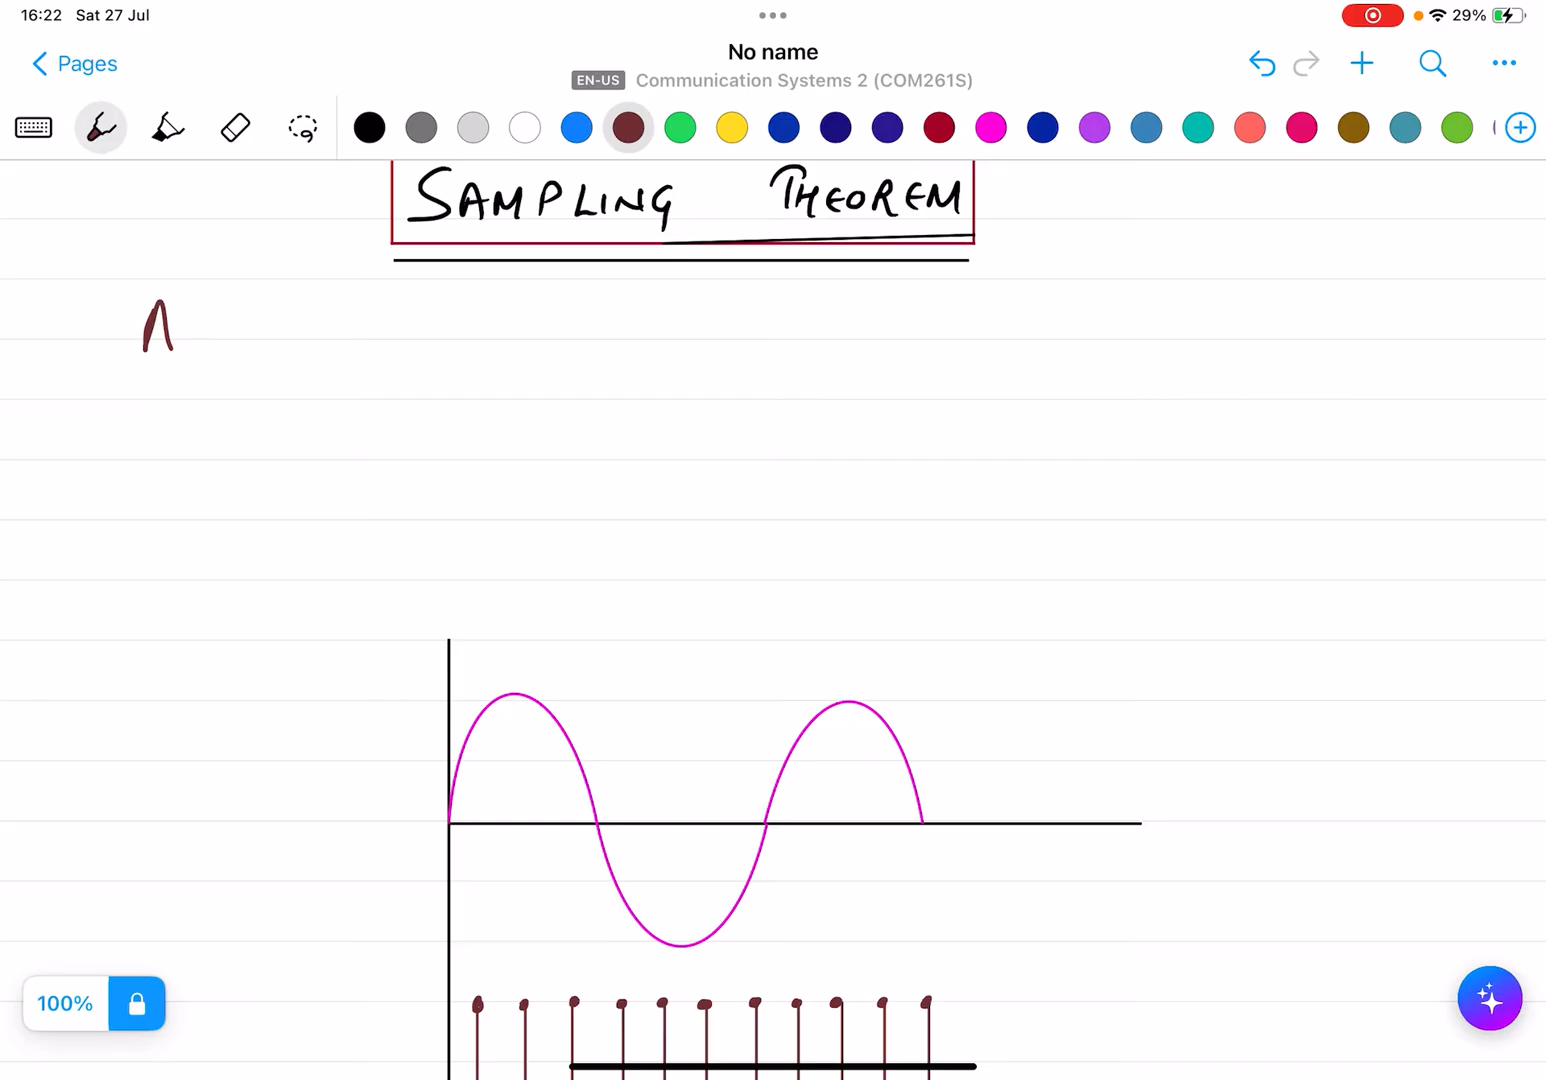 16:22 Sat 27 Jul
29%
Pages
No name
EN-US Communication Systems 2 (COM261S)
SAMPLING THEOREM
100%